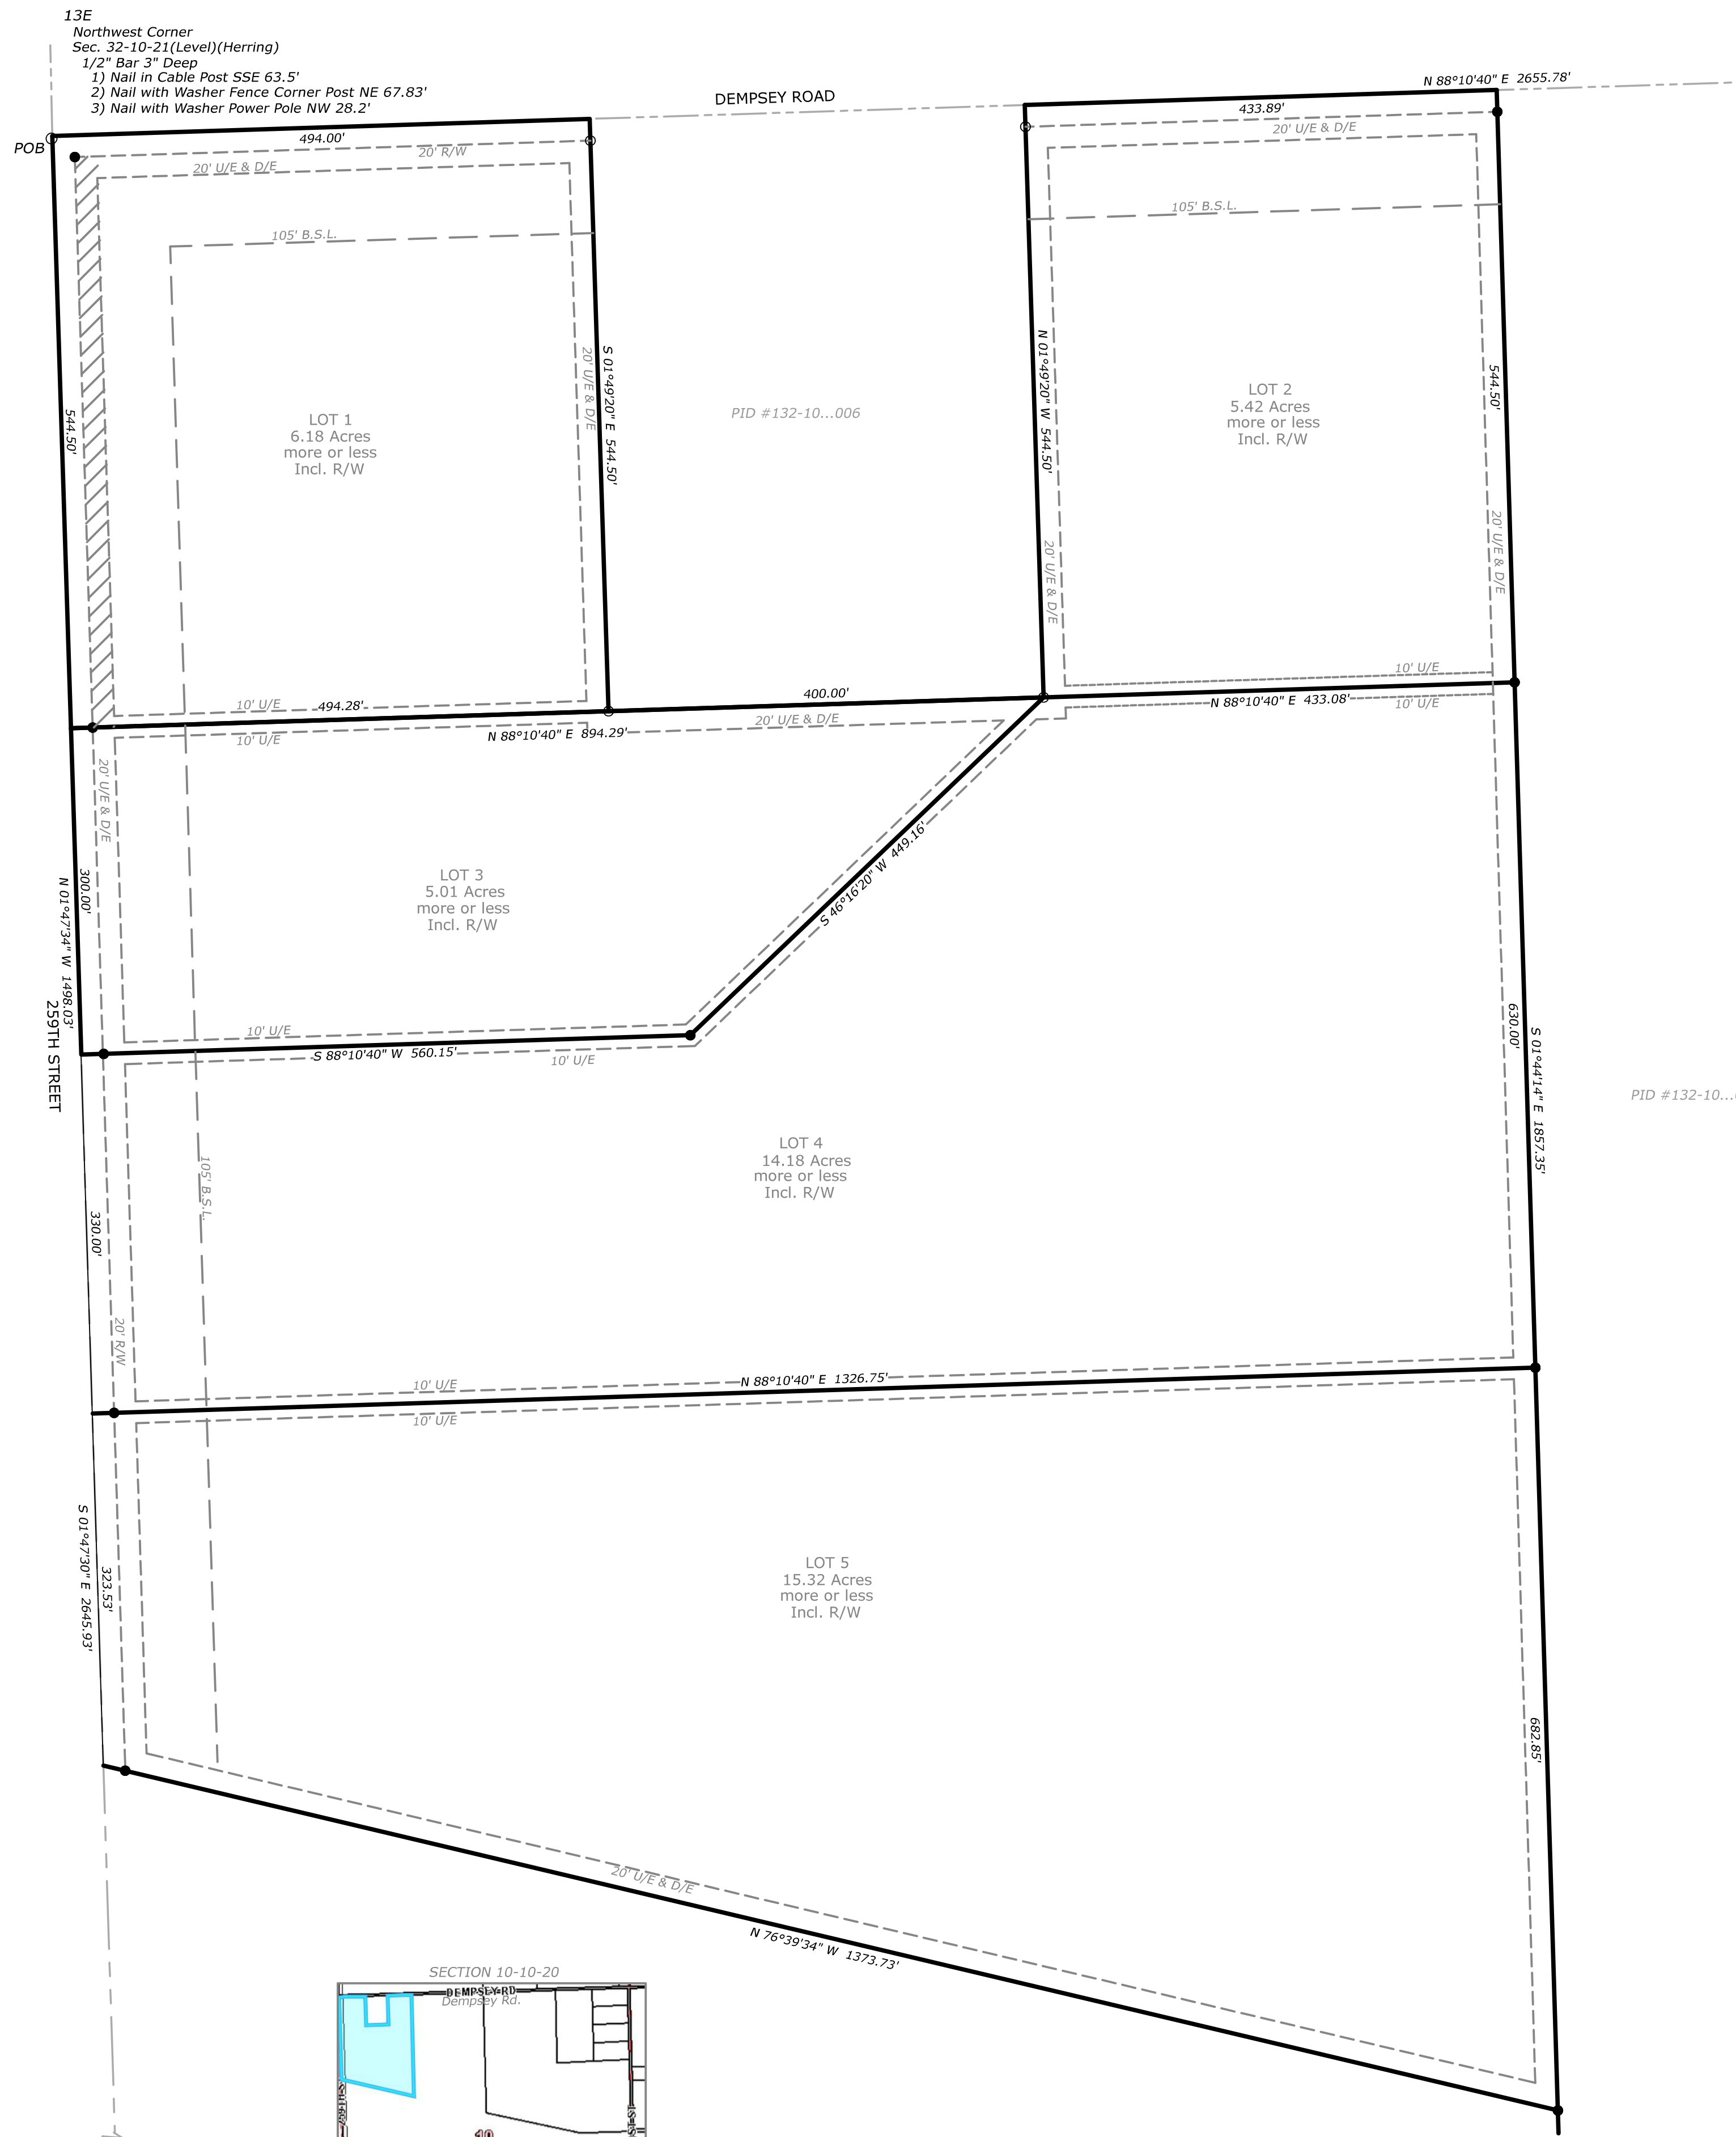 13E
Northwest Corner
Sec. 32-10-21(Level)(Herring)
1/2" Bar 3" Deep
1) Nail in Cable Post SSE 63.5'
2) Nail with Washer Fence Corner Post NE 67.83'
3) Nail with Washer Power Pole NW 28.2'
POB
494.00'
20' R/W
20' U/E & D/E
105' B.S.L.
DEMPSEY ROAD
N 88°10'40" E 2655.78'
433.89'
20' U/E & D/E
105' B.S.L.
544.50'
LOT 1
6.18 Acres
more or less
Incl. R/W
20' U/E & D/E
S 01°49'20" E 544.50'
PID #132-10...006
N 01°49'20" W 544.50'
20' U/E & D/E
LOT 2
5.42 Acres
more or less
Incl. R/W
544.50'
20' U/E & D/E
10' U/E
494.28'
400.00'
10' U/E
10' U/E
N 88°10'40" E 894.29'
20' U/E & D/E
N 88°10'40" E 433.08'
10' U/E
20' U/E & D/E
300.00'
N 01°47'34" W 1498.03'
259TH STREET
LOT 3
5.01 Acres
more or less
Incl. R/W
S 46°16'20" W 449.16'
10' U/E
S 88°10'40" W 560.15'
10' U/E
630.00'
S 01°44'14" E 1857.35'
PID #132-10...
LOT 4
14.18 Acres
more or less
Incl. R/W
105' B.S.L.
330.00'
20' R/W
10' U/E
N 88°10'40" E 1326.75'
10' U/E
S 01°47'30" E 2645.93'
323.53'
LOT 5
15.32 Acres
more or less
Incl. R/W
682.85'
20' U/E & D/E
N 76°39'34" W 1373.73'
SECTION 10-10-20
DEMPSEY RD
Dempsey Rd.
10